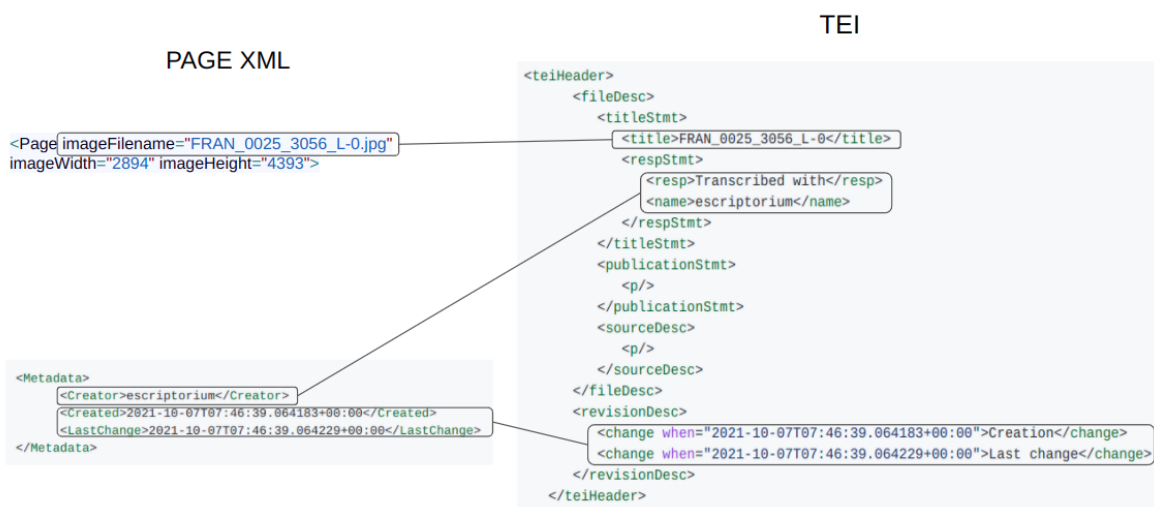 PAGE XML
<Page imageFilename="FRAN_0025_3056_L-0.jpg"
imageWidth="2894" imageHeight="4393">
<Metadata>
<Creator>escriptorium</Creator>
<Created>2021-10-07T07:46:39.064183+00:00</Created>
<LastChange>2021-10-07T07:46:39.064229+00:00</LastChange>
</Metadata>
TEI
<teiHeader>
<fileDesc>
<titleStmt>
<title>FRAN_0025_3056_L-0</title>
<respStmt>
<resp>Transcribed with</resp>
<name>escriptorium</name>
</respStmt>
</titleStmt>
<publicationStmt>
<p/>
</publicationStmt>
<sourceDesc>
<p/>
</sourceDesc>
</fileDesc>
<revisionDesc>
<change when="2021-10-07T07:46:39.064183+00:00">Creation</change>
<change when="2021-10-07T07:46:39.064229+00:00">Last change</change>
</revisionDesc>
</teiHeader>